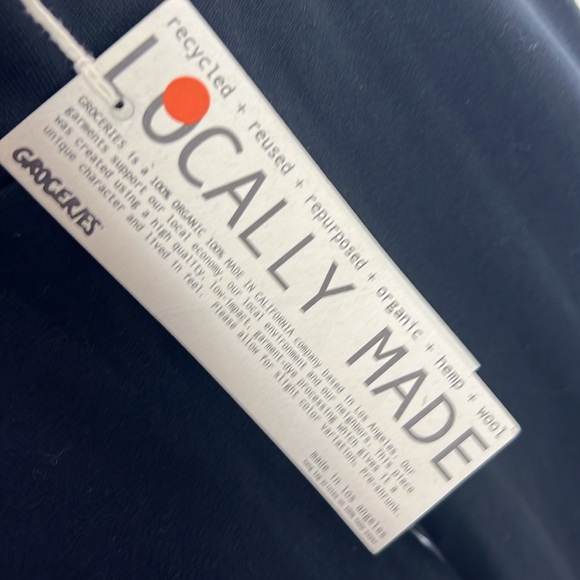 recycled + reused + repurposed + organic + hemp + wool
LOCALLY MADE
GROCERIES is a 100% ORGANIC 100% MADE IN CALIFORNIA company based in Los Angeles. Our
garments support our local economy, our local environment and our neighbors. This piece
was created using a high quality, low-impact, garment-dye processing which gives it a
unique character and lived in feel. Please allow for slight color variation. Pre-shrunk.
GROCERIES
made in los angeles